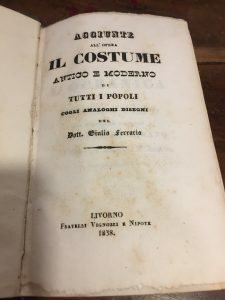 AGGIUNTE
ALL' OPERA
IL COSTUME
ANTICO E MODERNO
DI
TUTTI I POPOLI
COGLI ANALOGHI DISEGNI
DEL
Dott. Giulio Ferrario
LIVORNO
FRATELLI VIGNOZZI E NIPOTE
1838.